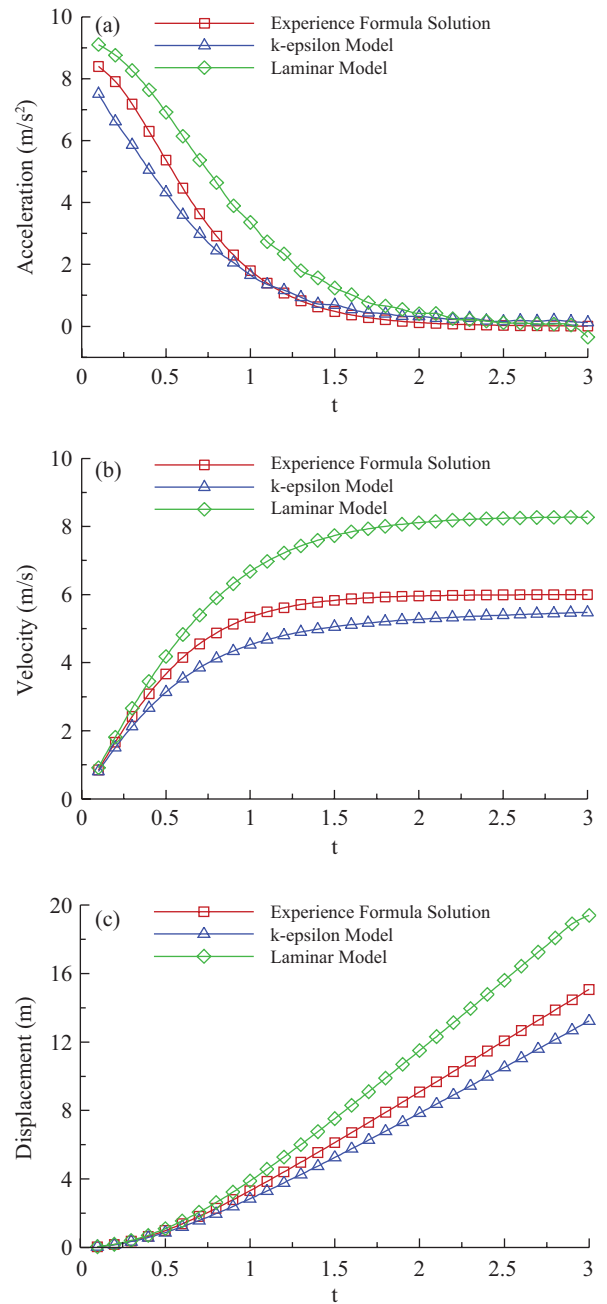 (a)
Experience Formula Solution
k-epsilon Model
Laminar Model
Acceleration (m/s²)
10
8
6
4
2
0
0 0.5 1 1.5 2.0 2.5 3
t
(b)
Experience Formula Solution
k-epsilon Model
Laminar Model
Velocity (m/s)
10
8
6
4
2
0
0 0.5 1 1.5 2.0 2.5 3
t
(c)
Experience Formula Solution
k-epsilon Model
Laminar Model
Displacement (m)
20
16
12
8
4
0
0 0.5 1 1.5 2.0 2.5 3
t